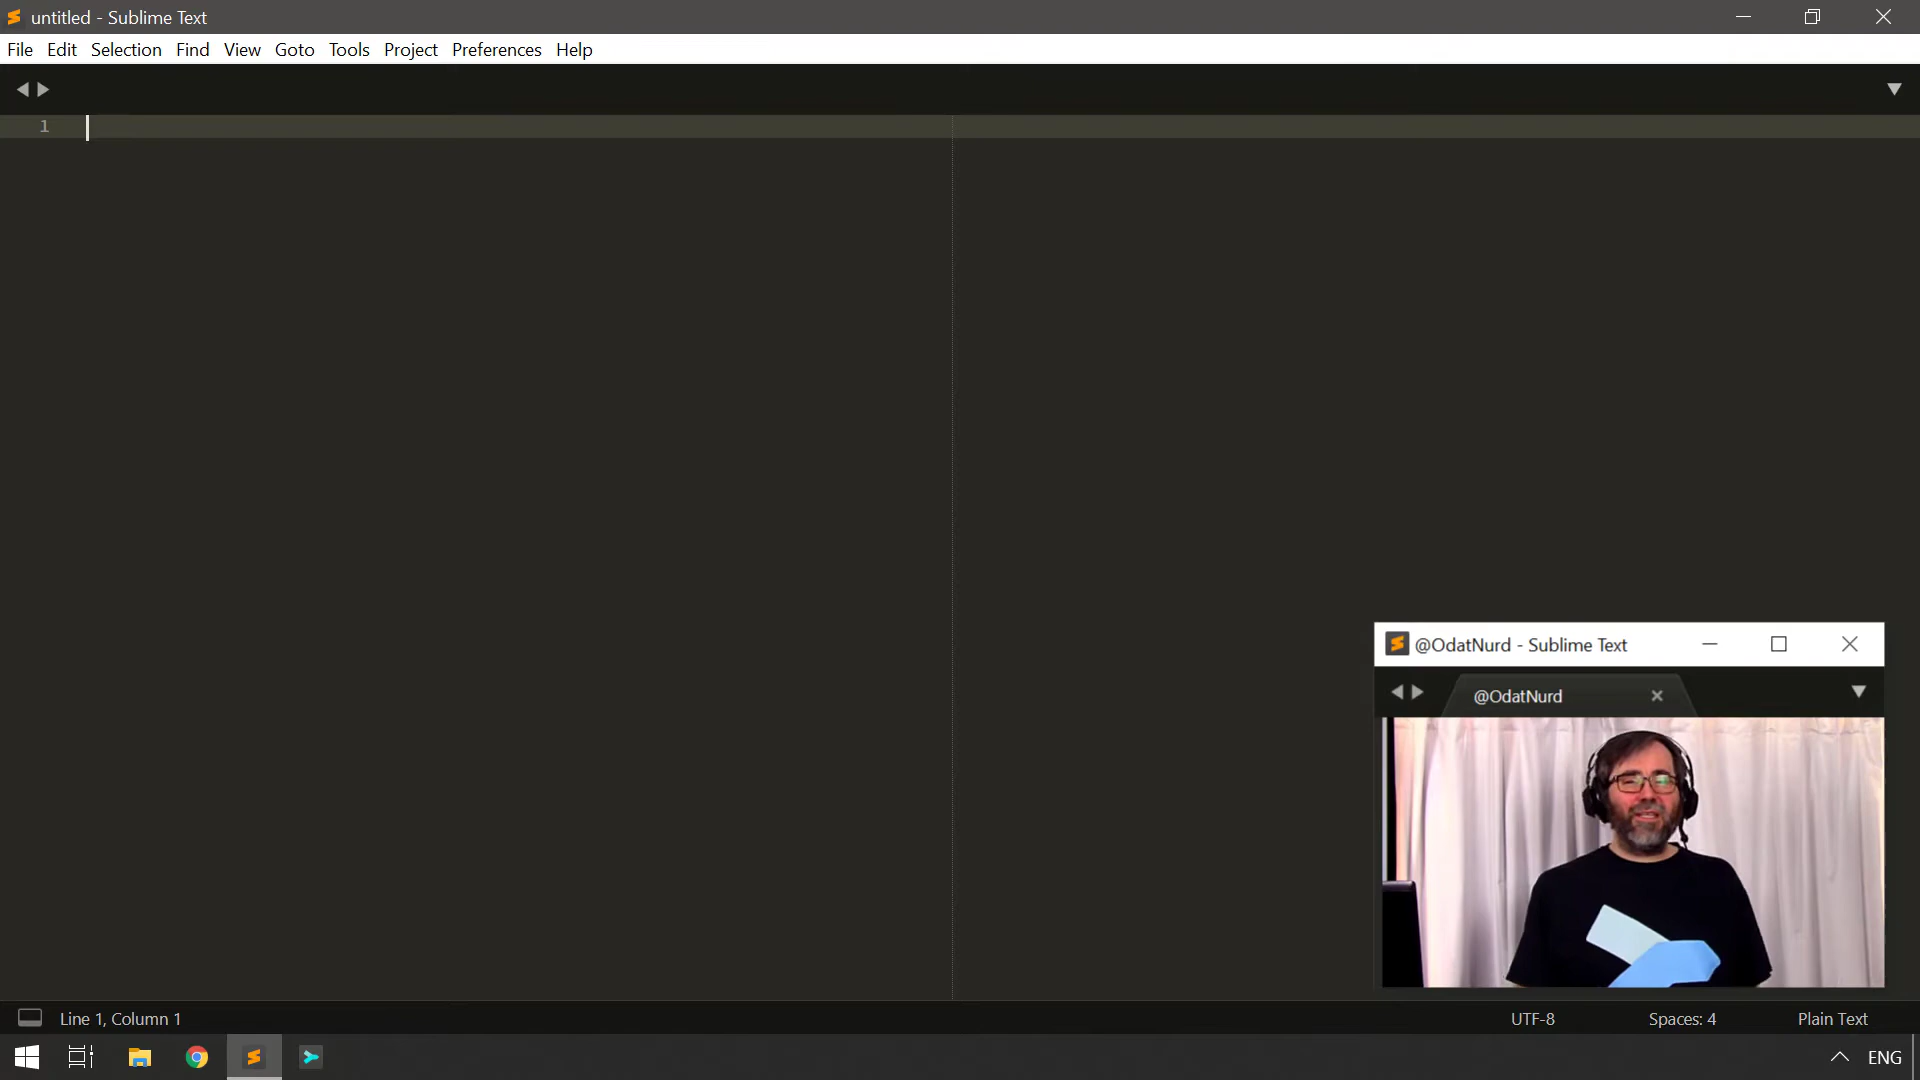 untitled - Sublime Text
File Edit Selection Find View Goto Tools Project Preferences Help
1
@OdatNurd - Sublime Text
@OdatNurd
Line 1, Column 1
UTF-8
Spaces: 4
Plain Text
ENG